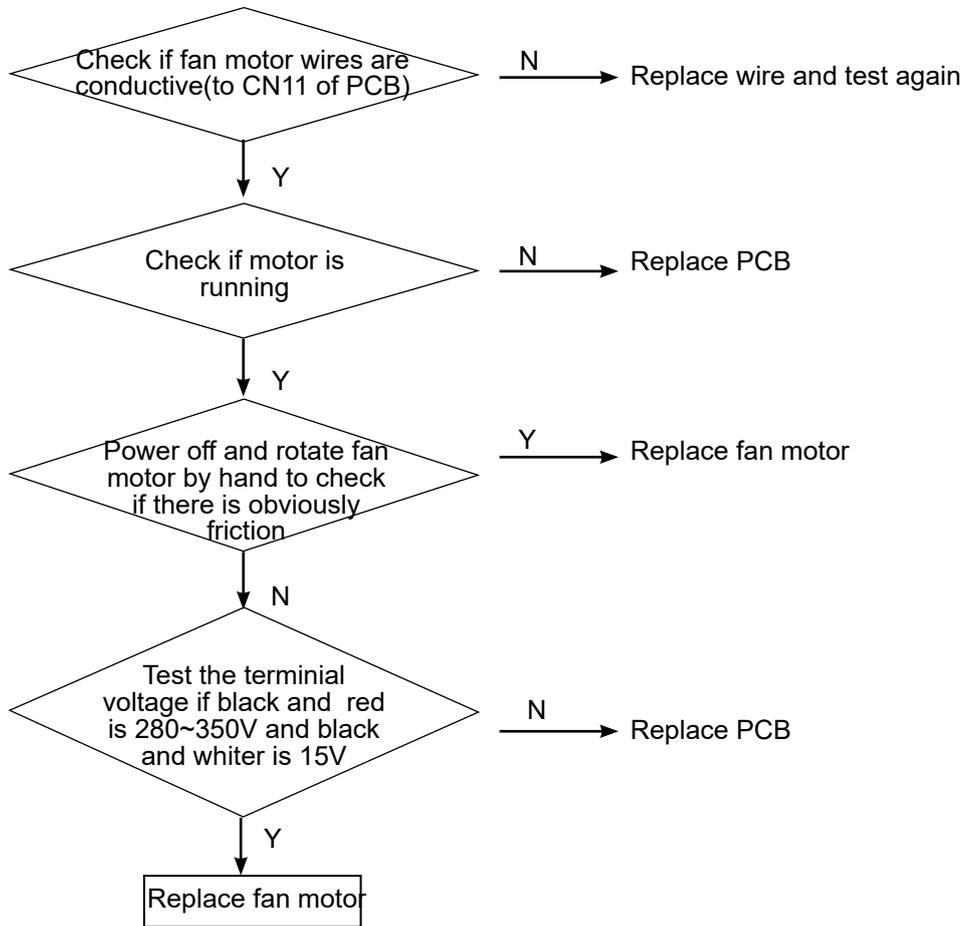 Check if fan motor wires are
conductive(to CN11 of PCB)
N
Replace wire and test again
Y
Check if motor is
running
N
Replace PCB
Y
Power off and rotate fan
motor by hand to check
if there is obviously
friction
Y
Replace fan motor
N
Test the terminial
voltage if black and red
is 280~350V and black
and whiter is 15V
N
Replace PCB
Y
Replace fan motor